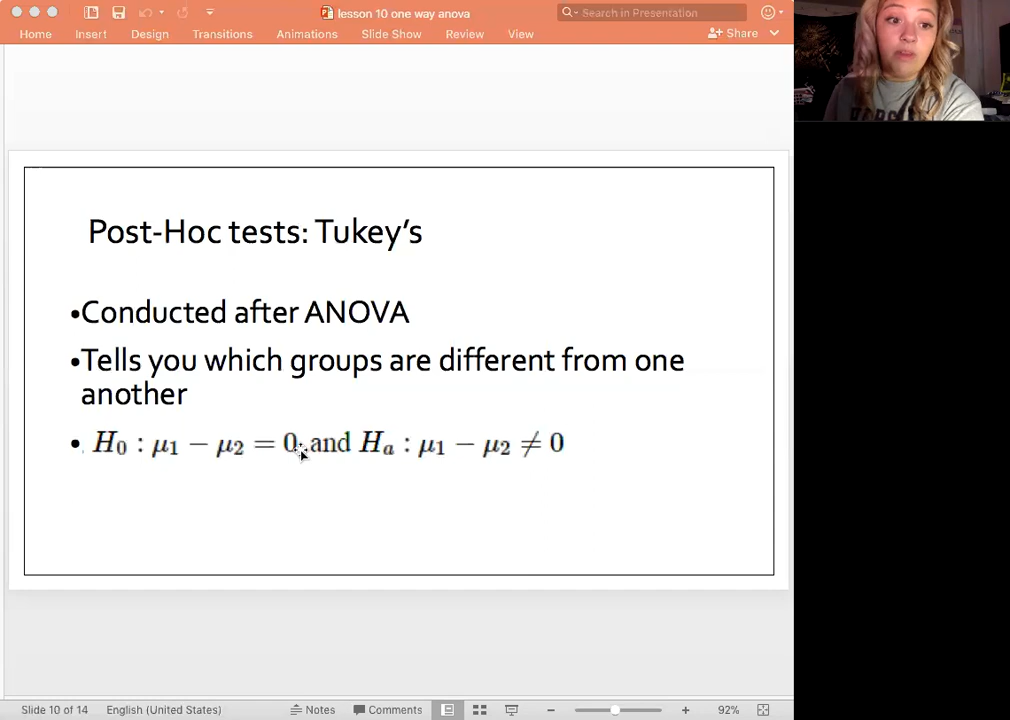 lesson 10 one way anova
Search in Presentation
Home Insert Design Transitions Animations Slide Show Review View Share
Post-Hoc tests: Tukey's
•Conducted after ANOVA
•Tells you which groups are different from one
another
• H₀ : μ₁ − μ₂ = 0 and Hₐ : μ₁ − μ₂ ≠ 0
Slide 10 of 14 English (United States) Notes Comments 92%